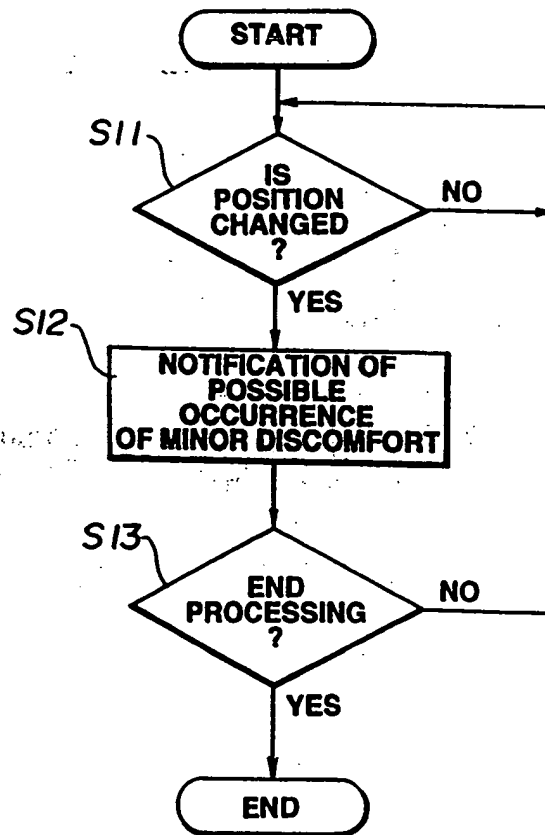 START
S11
IS
POSITION
CHANGED
?
NO
YES
S12
NOTIFICATION OF
POSSIBLE
OCCURRENCE
OF MINOR DISCOMFORT
S13
END
PROCESSING
?
NO
YES
END